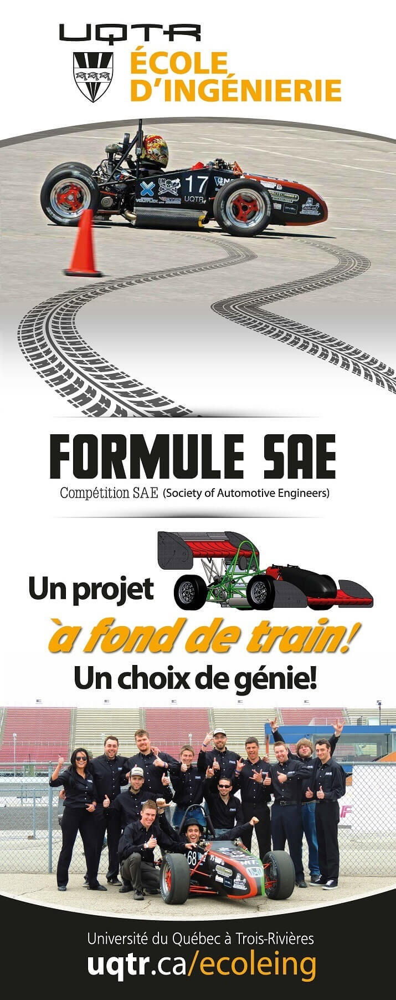 UQTR
ÉCOLE
D'INGÉNIERIE
17
UQTR
FORMULE SAE
Compétition SAE (Society of Automotive Engineers)
Un projet
à fond de train!
Un choix de génie!
68
Université du Québec à Trois-Rivières
uqtr.ca/ecoleing